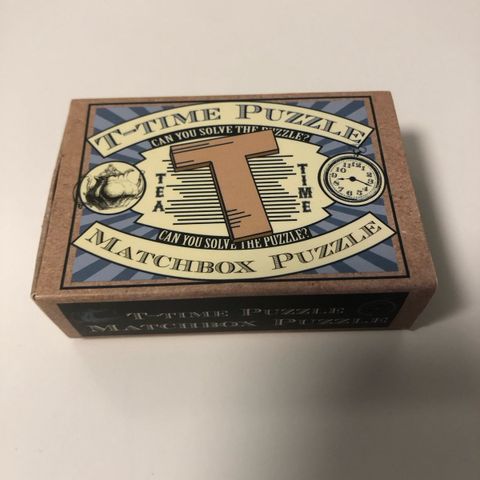 T-TIME PUZZLE
CAN YOU SOLVE THE PUZZLE?
T
TEA
TIME
CAN YOU SOLVE THE PUZZLE?
MATCHBOX PUZZLE
T-TIME PUZZLE
MATCHBOX PUZZLE